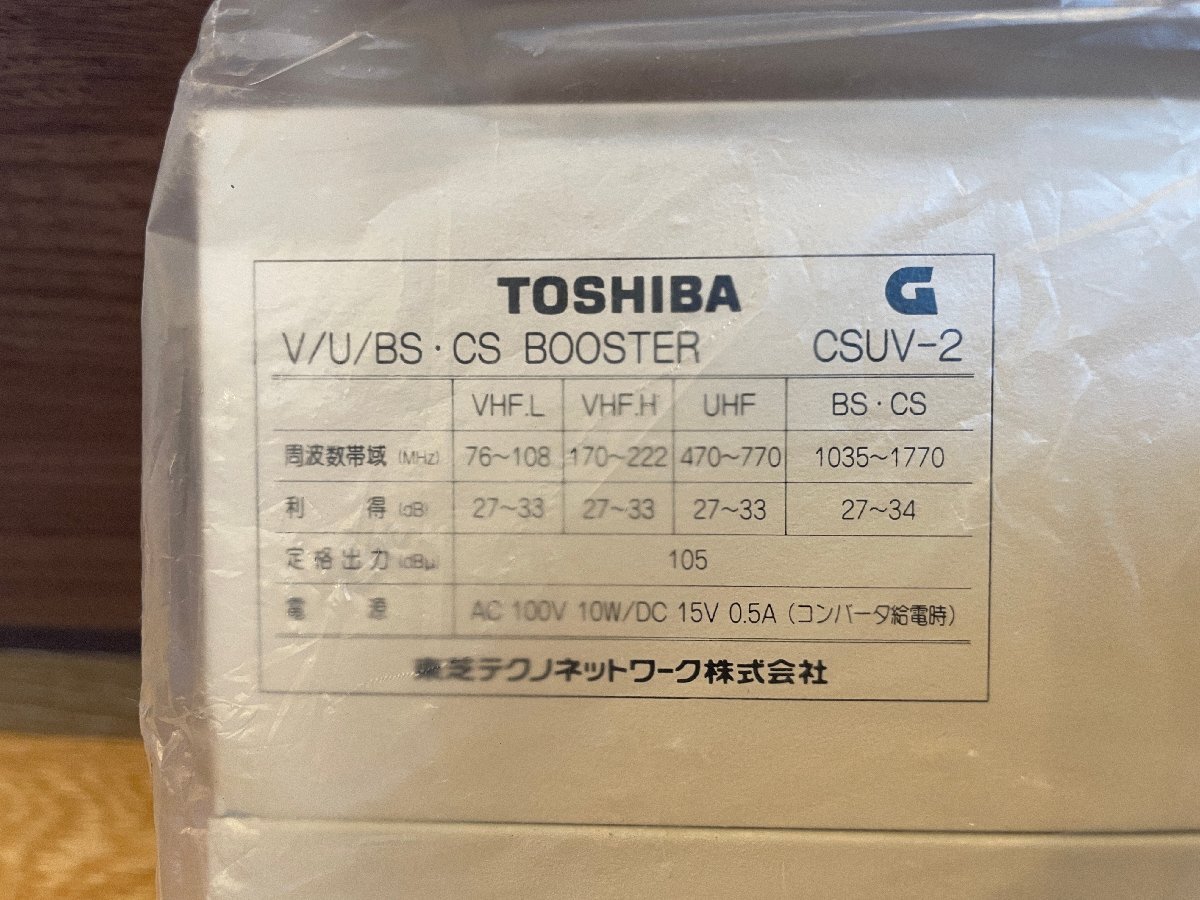 TOSHIBA G
V/U/BS・CS BOOSTER CSUV-2
VHF.L VHF.H UHF BS・CS
周波数帯域 (MHz) 76~108 170~222 470~770 1035~1770
利得 (dB) 27~33 27~33 27~33 27~34
定格出力 (dBμ) 105
電源 AC 100V 10W/DC 15V 0.5A (コンバータ給電時)
東芝テクノネットワーク株式会社